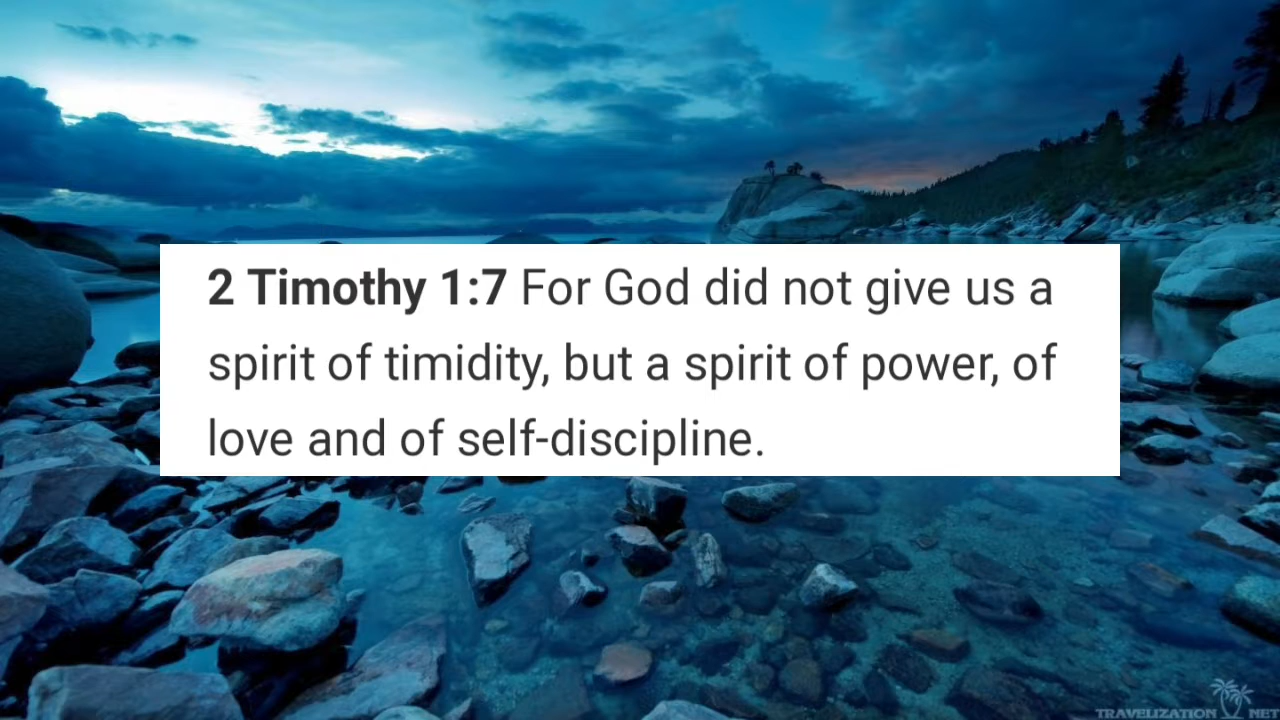 2 Timothy 1:7 For God did not give us a
spirit of timidity, but a spirit of power, of
love and of self-discipline.
TRAVELIZATION NET